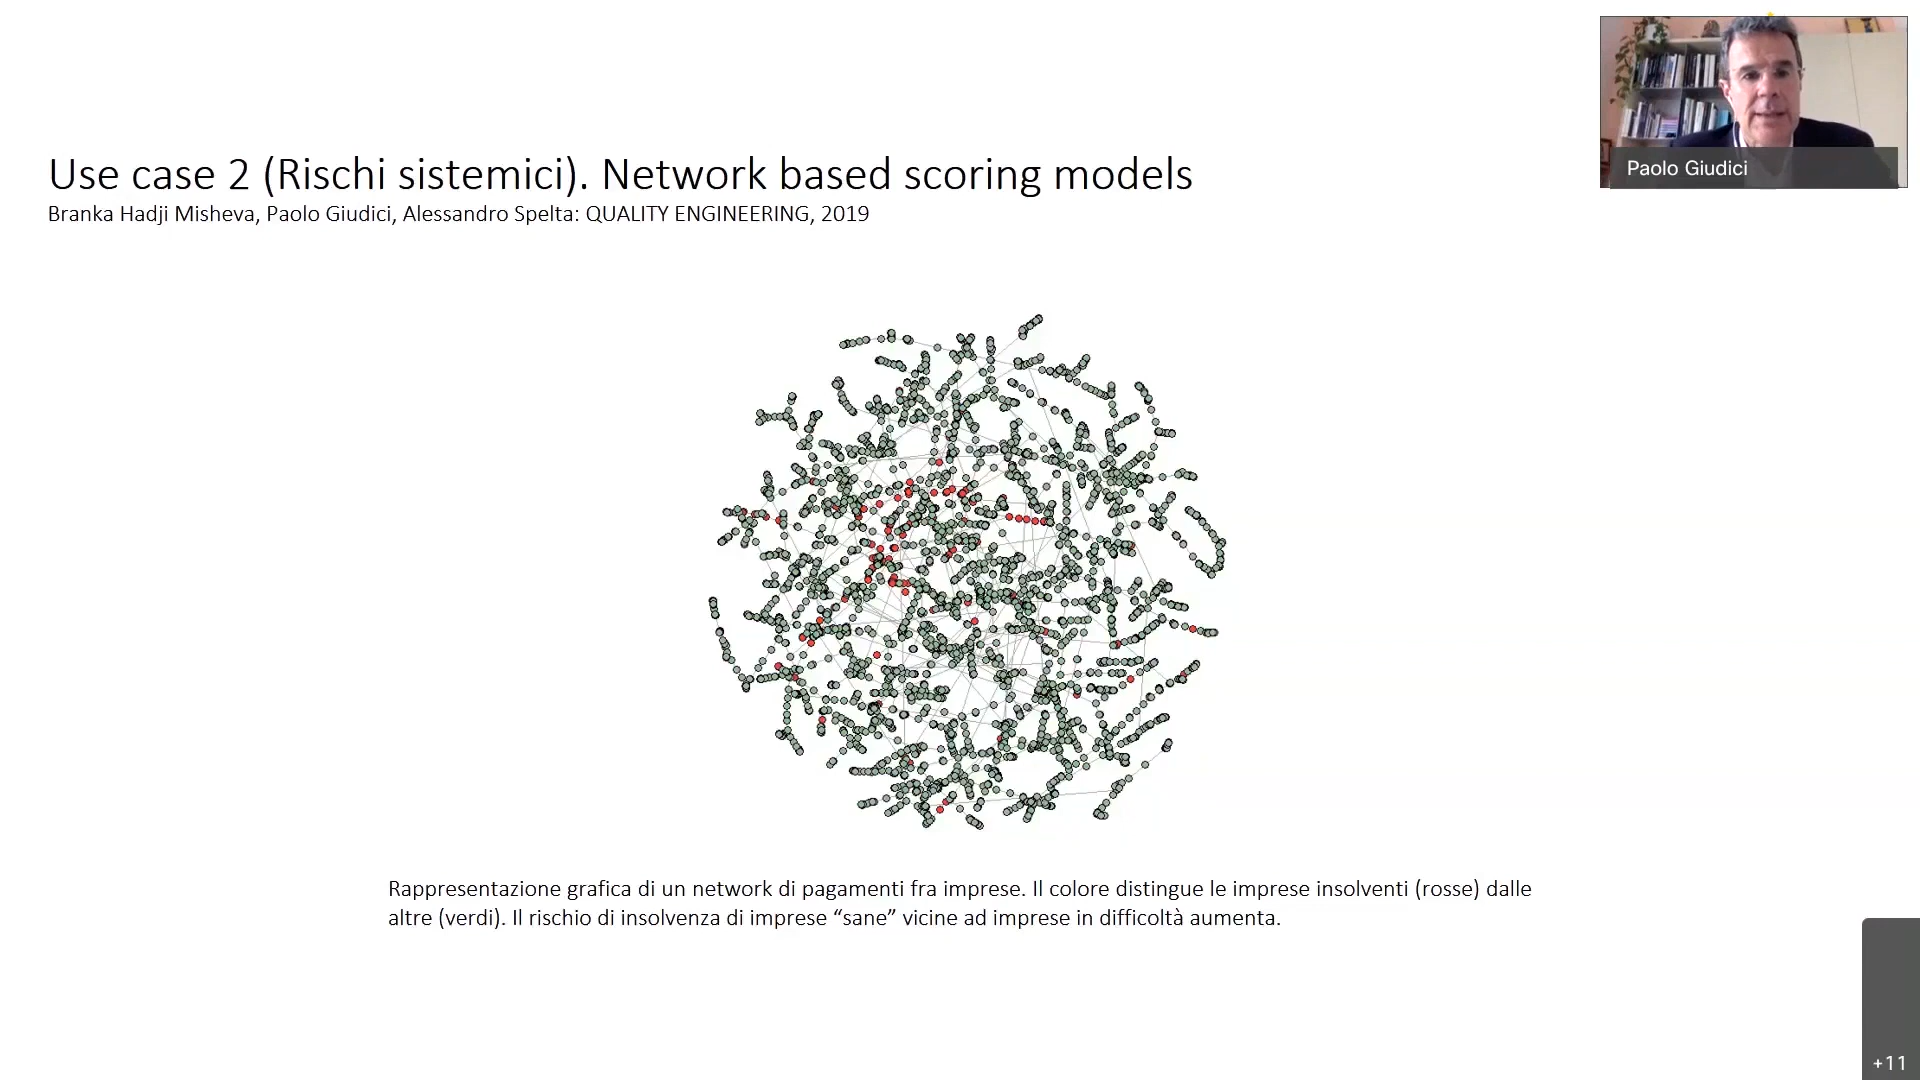 Paolo Giudici
Use case 2 (Rischi sistemici). Network based scoring models
Branka Hadji Misheva, Paolo Giudici, Alessandro Spelta: QUALITY ENGINEERING, 2019
Rappresentazione grafica di un network di pagamenti fra imprese. Il colore distingue le imprese insolventi (rosse) dalle
altre (verdi). Il rischio di insolvenza di imprese “sane” vicine ad imprese in difficoltà aumenta.
+11